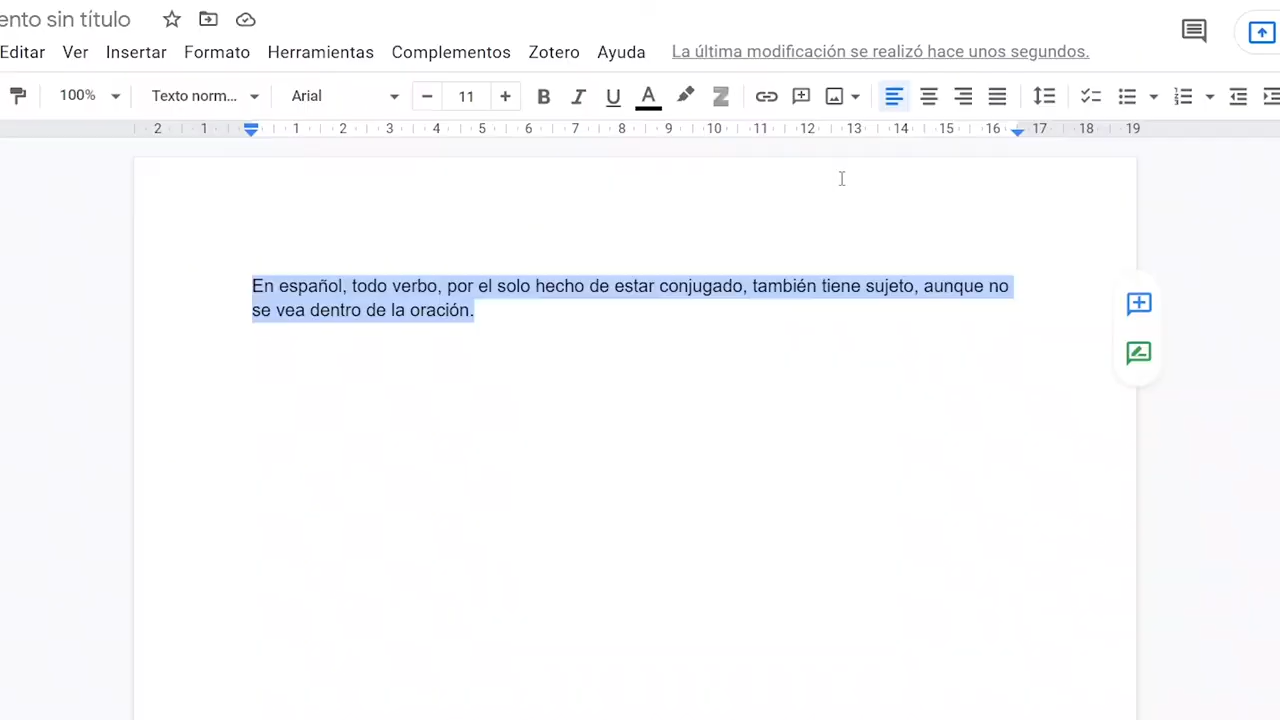 ento sin título
Editar Ver Insertar Formato Herramientas Complementos Zotero Ayuda La última modificación se realizó hace unos segundos.
100% Texto norm... Arial 11 B I U A Z
2 1 1 2 3 4 5 6 7 8 9 10 11 12 13 14 15 16 17 18 19
En español, todo verbo, por el solo hecho de estar conjugado, también tiene sujeto, aunque no
se vea dentro de la oración.